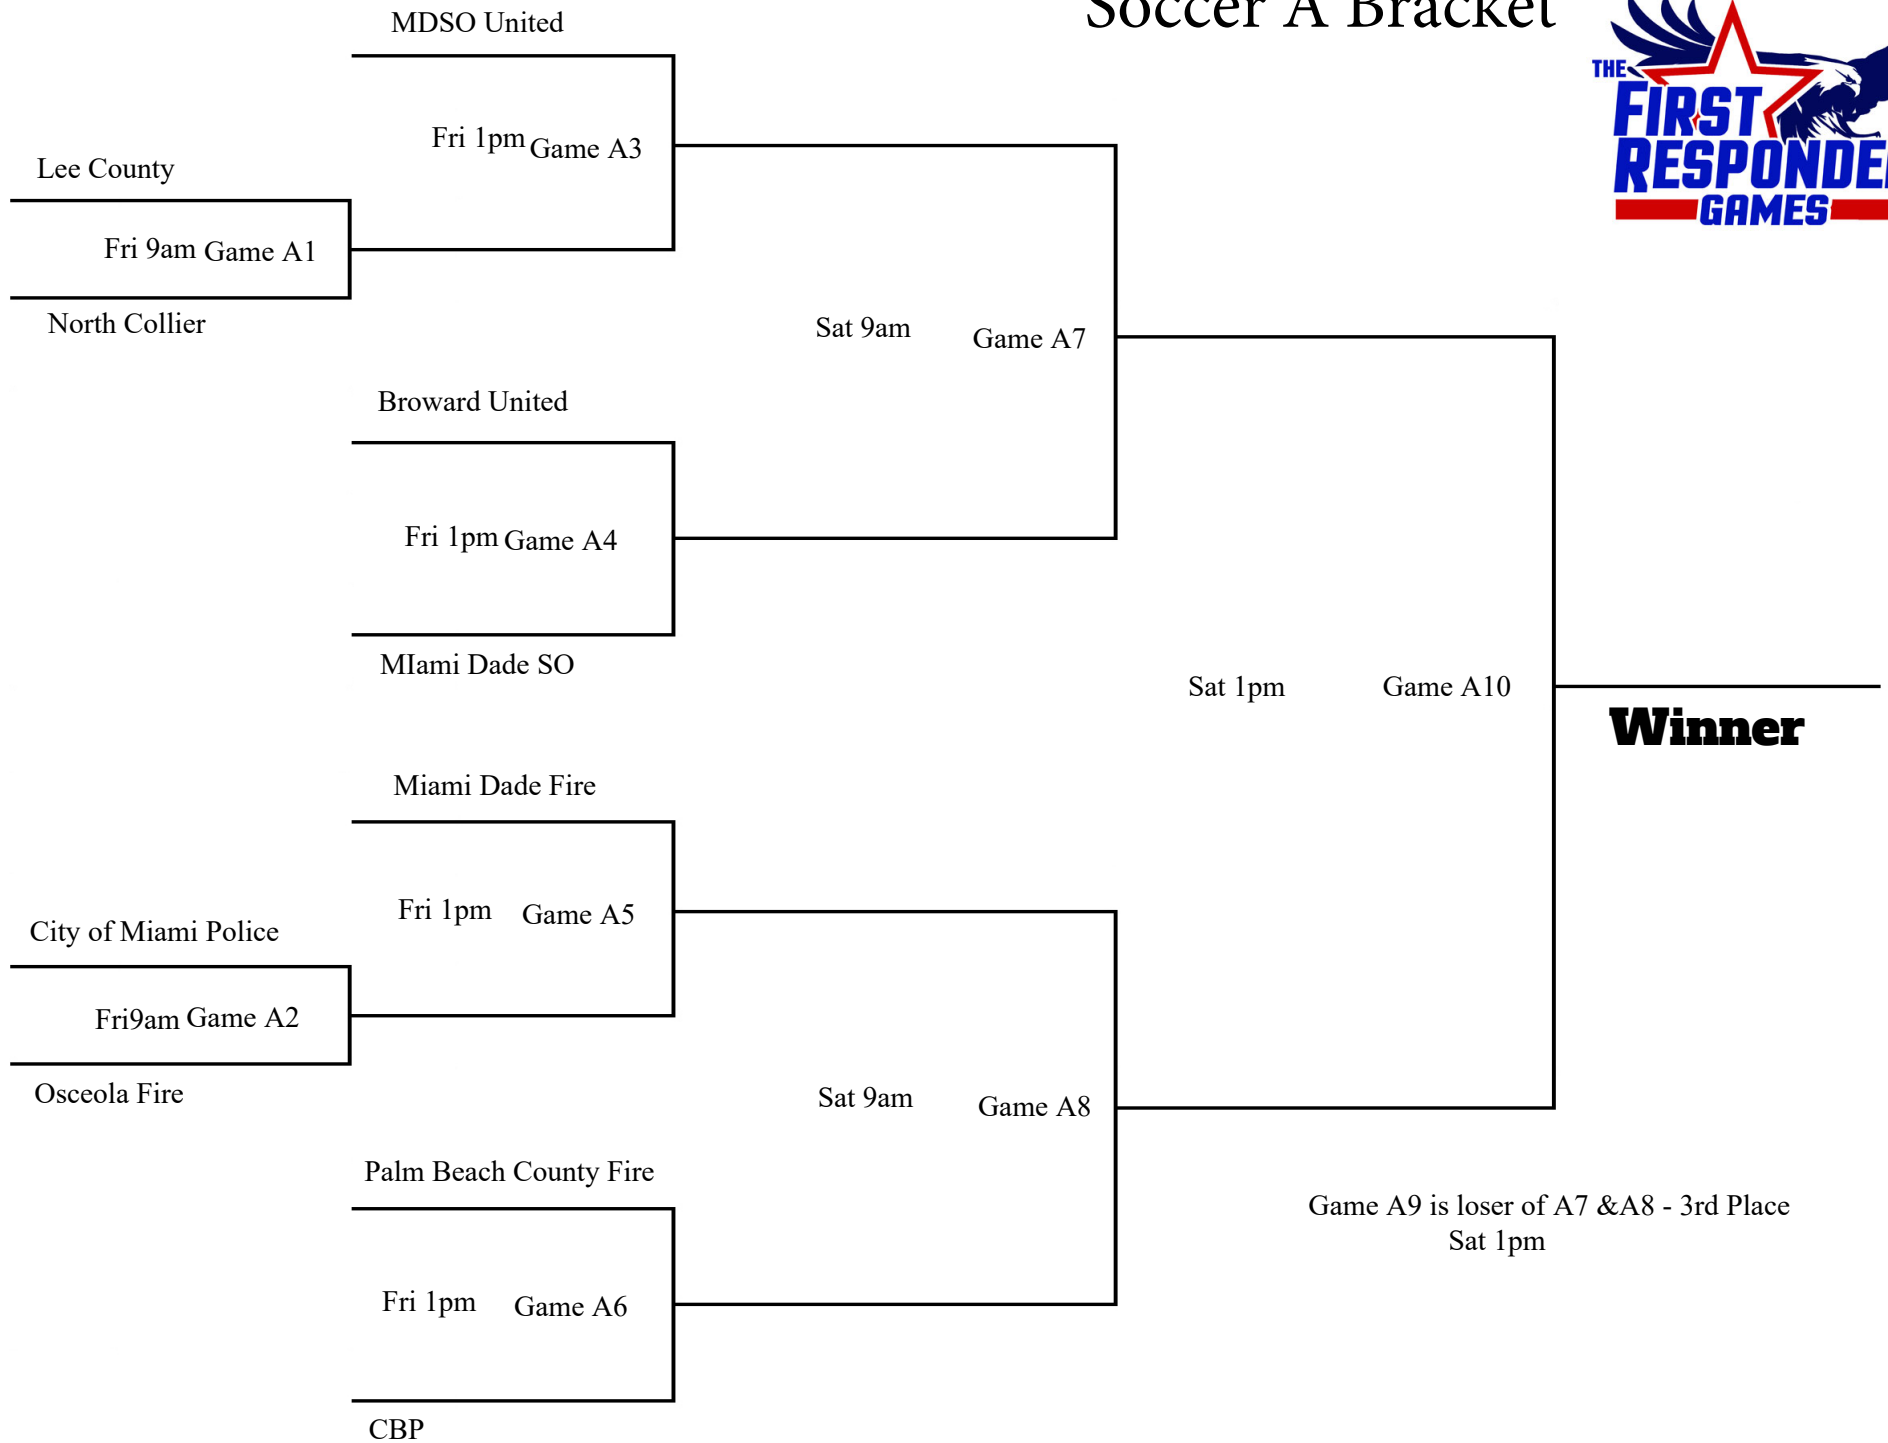 Soccer A Bracket
THE
FIRST
RESPONDE
GAMES
MDSO United
Fri 1pm Game A3
Lee County
Fri 9am Game A1
North Collier
Sat 9am Game A7
Broward United
Fri 1pm Game A4
MIami Dade SO
Sat 1pm Game A10
Winner
Miami Dade Fire
Fri 1pm Game A5
City of Miami Police
Fri9am Game A2
Osceola Fire
Sat 9am Game A8
Palm Beach County Fire
Game A9 is loser of A7 &A8 - 3rd Place
Sat 1pm
Fri 1pm Game A6
CBP